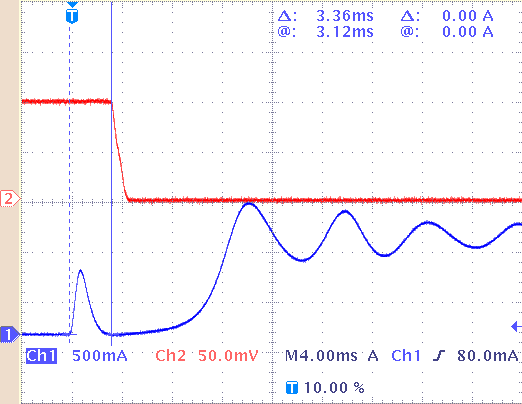 T
Δ: 3.36ms Δ: 0.00 A
@: 3.12ms @: 0.00 A
2
1
Ch1 500mA Ch2 50.0mV M4.00ms A Ch1 ʃ 80.0mA
T 10.00 %